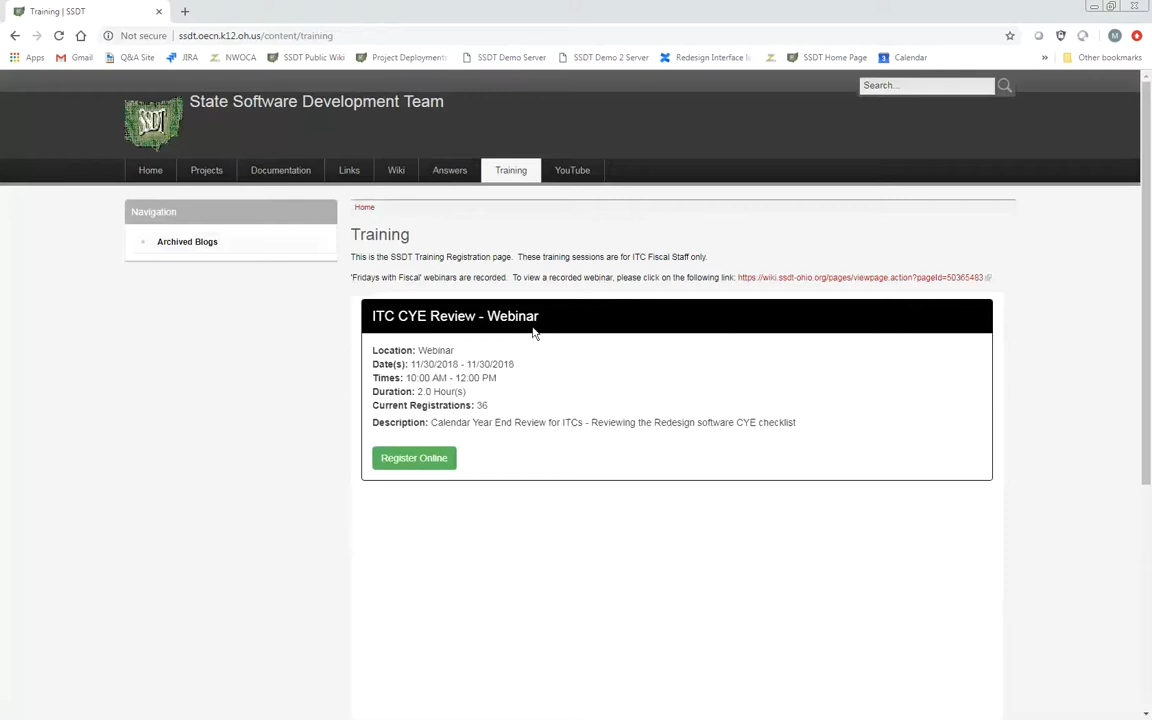 Training | SSDT
Not secure | ssdt.oecn.k12.oh.us/content/training
M
Apps Gmail Q&A Site JIRA NWOCA SSDT Public Wiki Project Deployment SSDT Demo Server SSDT Demo 2 Server Redesign Interface SSDT Home Page Calendar » Other bookmarks
SSDT
State Software Development Team
Search...
Home Projects Documentation Links Wiki Answers Training YouTube
Navigation
Archived Blogs
Home
Training
This is the SSDT Training Registration page. These training sessions are for ITC Fiscal Staff only.
'Fridays with Fiscal' webinars are recorded. To view a recorded webinar, please click on the following link: https://wiki.ssdt-ohio.org/pages/viewpage.action?pageId=50365483
ITC CYE Review - Webinar
Location: Webinar
Date(s): 11/30/2018 - 11/30/2018
Times: 10:00 AM - 12:00 PM
Duration: 2.0 Hour(s)
Current Registrations: 36
Description: Calendar Year End Review for ITCs - Reviewing the Redesign software CYE checklist
Register Online